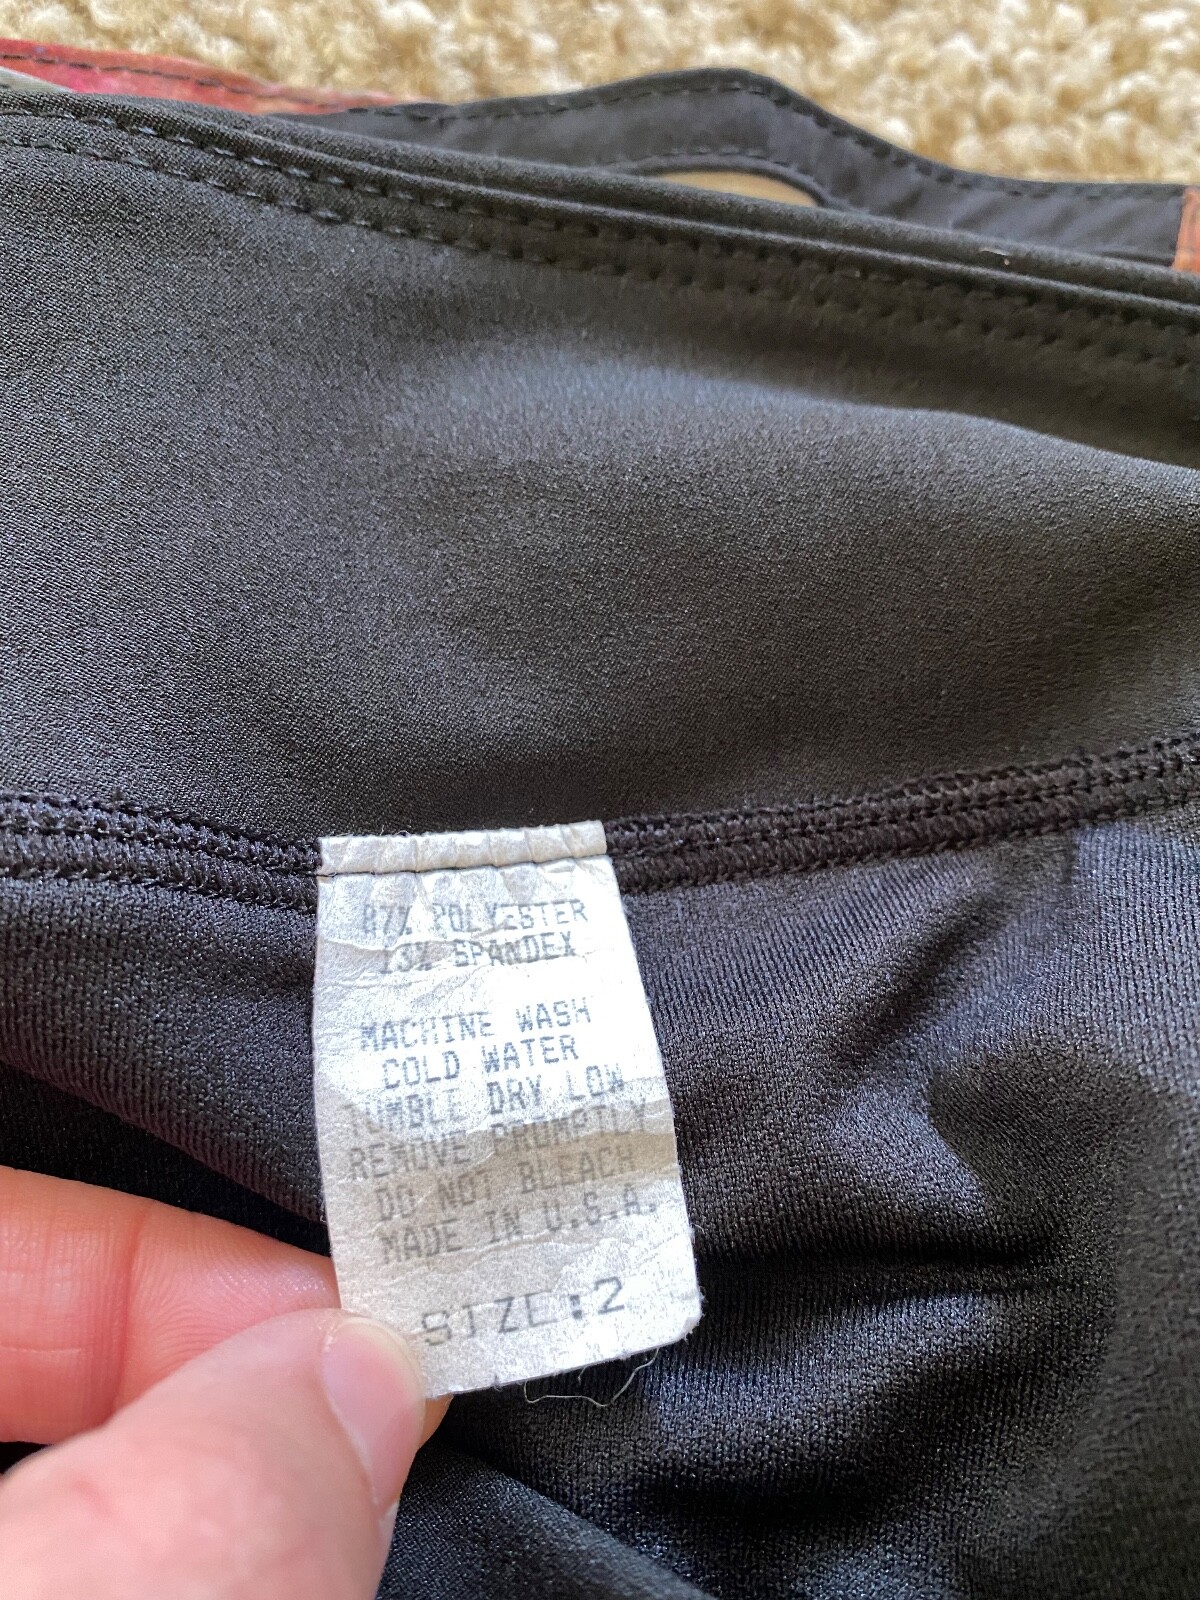 87% POLYESTER
13% SPANDEX
MACHINE WASH
COLD WATER
TUMBLE DRY LOW
REMOVE PROMPTLY
DO NOT BLEACH
MADE IN U.S.A.
SIZE:2